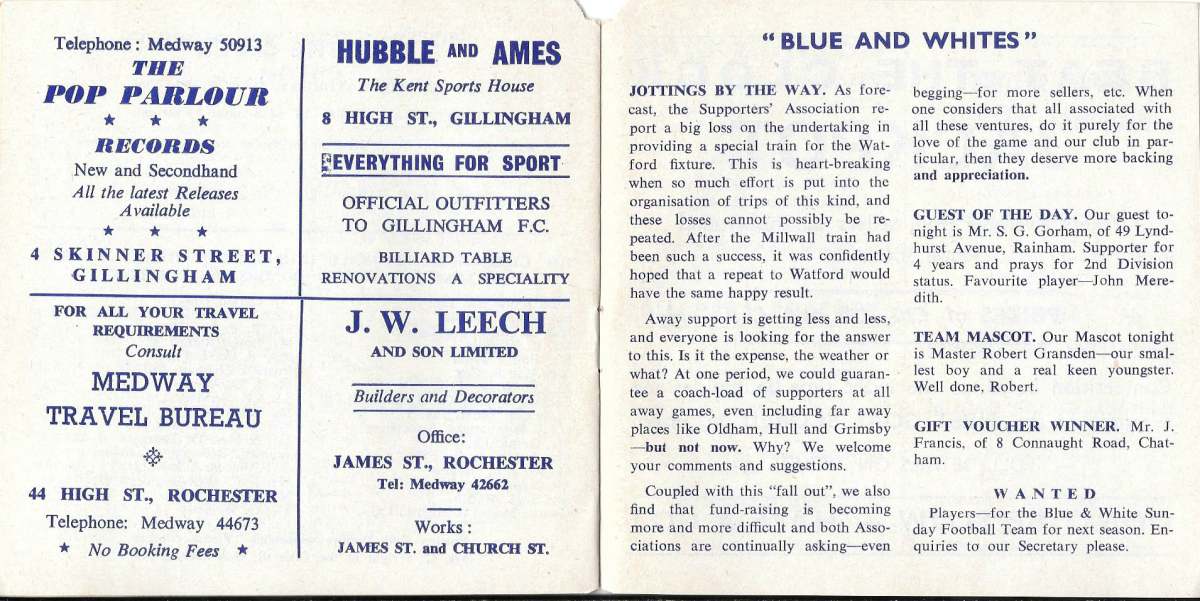 Telephone: Medway 50913
THE
POP PARLOUR
★ ★ ★
RECORDS
New and Secondhand
All the latest Releases
Available
★ ★ ★
4 SKINNER STREET,
GILLINGHAM
HUBBLE AND AMES
The Kent Sports House
8 HIGH ST., GILLINGHAM
EVERYTHING FOR SPORT
OFFICIAL OUTFITTERS
TO GILLINGHAM F.C.
BILLIARD TABLE
RENOVATIONS A SPECIALITY
FOR ALL YOUR TRAVEL
REQUIREMENTS
Consult
MEDWAY
TRAVEL BUREAU
44 HIGH ST., ROCHESTER
Telephone: Medway 44673
★ No Booking Fees ★
J. W. LEECH
AND SON LIMITED
Builders and Decorators
Office:
JAMES ST., ROCHESTER
Tel: Medway 42662
Works:
JAMES ST. and CHURCH ST.
"BLUE AND WHITES"
JOTTINGS BY THE WAY. As fore-
cast, the Supporters' Association re-
port a big loss on the undertaking in
providing a special train for the Wat-
ford fixture. This is heart-breaking
when so much effort is put into the
organisation of trips of this kind, and
these losses cannot possibly be re-
peated. After the Millwall train had
been such a success, it was confidently
hoped that a repeat to Watford would
have the same happy result.
Away support is getting less and less,
and everyone is looking for the answer
to this. Is it the expense, the weather or
what? At one period, we could guaran-
tee a coach-load of supporters at all
away games, even including far away
places like Oldham, Hull and Grimsby
—but not now. Why? We welcome
your comments and suggestions.
Coupled with this "fall out", we also
find that fund-raising is becoming
more and more difficult and both Asso-
ciations are continually asking—even
begging—for more sellers, etc. When
one considers that all associated with
all these ventures, do it purely for the
love of the game and our club in par-
ticular, then they deserve more backing
and appreciation.
GUEST OF THE DAY. Our guest to-
night is Mr. S. G. Gorham, of 49 Lynd-
hurst Avenue, Rainham. Supporter for
4 years and prays for 2nd Division
status. Favourite player—John Mere-
dith.
TEAM MASCOT. Our Mascot tonight
is Master Robert Gransden—our smal-
lest boy and a real keen youngster.
Well done, Robert.
GIFT VOUCHER WINNER. Mr. J.
Francis, of 8 Connaught Road, Chat-
ham.
WANTED
Players—for the Blue & White Sun-
day Football Team for next season. En-
quiries to our Secretary please.